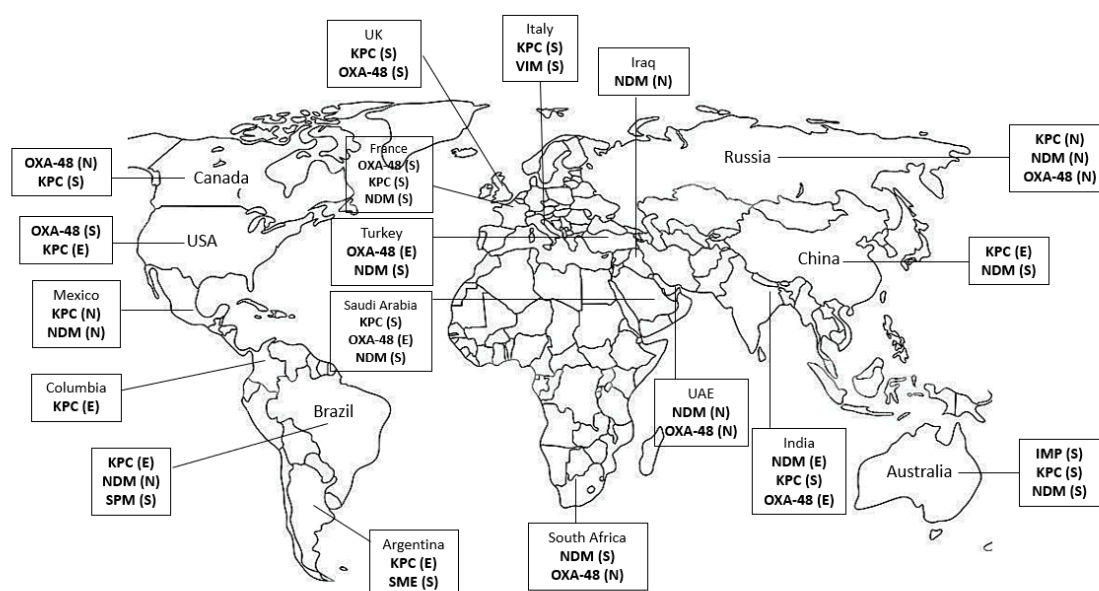 UK
KPC (S)
OXA-48 (S)
Italy
KPC (S)
VIM (S)
Iraq
NDM (N)
OXA-48 (N)
KPC (S)
Canada
France
OXA-48 (S)
KPC (S)
NDM (S)
Russia
KPC (N)
NDM (N)
OXA-48 (N)
OXA-48 (S)
KPC (E)
USA
Turkey
OXA-48 (E)
NDM (S)
China
KPC (E)
NDM (S)
Mexico
KPC (N)
NDM (N)
Saudi Arabia
KPC (S)
OXA-48 (E)
NDM (S)
Columbia
KPC (E)
Brazil
KPC (E)
NDM (N)
SPM (S)
UAE
NDM (N)
OXA-48 (N)
India
NDM (E)
KPC (S)
OXA-48 (E)
Australia
IMP (S)
KPC (S)
NDM (S)
Argentina
KPC (E)
SME (S)
South Africa
NDM (S)
OXA-48 (N)